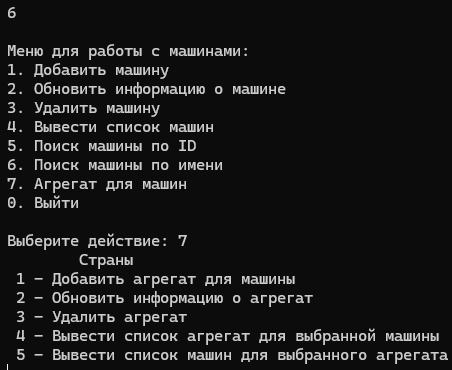 6
Меню для работы с машинами:
1. Добавить машину
2. Обновить информацию о машине
3. Удалить машину
4. Вывести список машин
5. Поиск машины по ID
6. Поиск машины по имени
7. Агрегат для машин
0. Выйти
Выберите действие: 7
Страны
1 – Добавить агрегат для машины
2 – Обновить информацию о агрегат
3 – Удалить агрегат
4 – Вывести список агрегат для выбранной машины
5 – Вывести список машин для выбранного агрегата